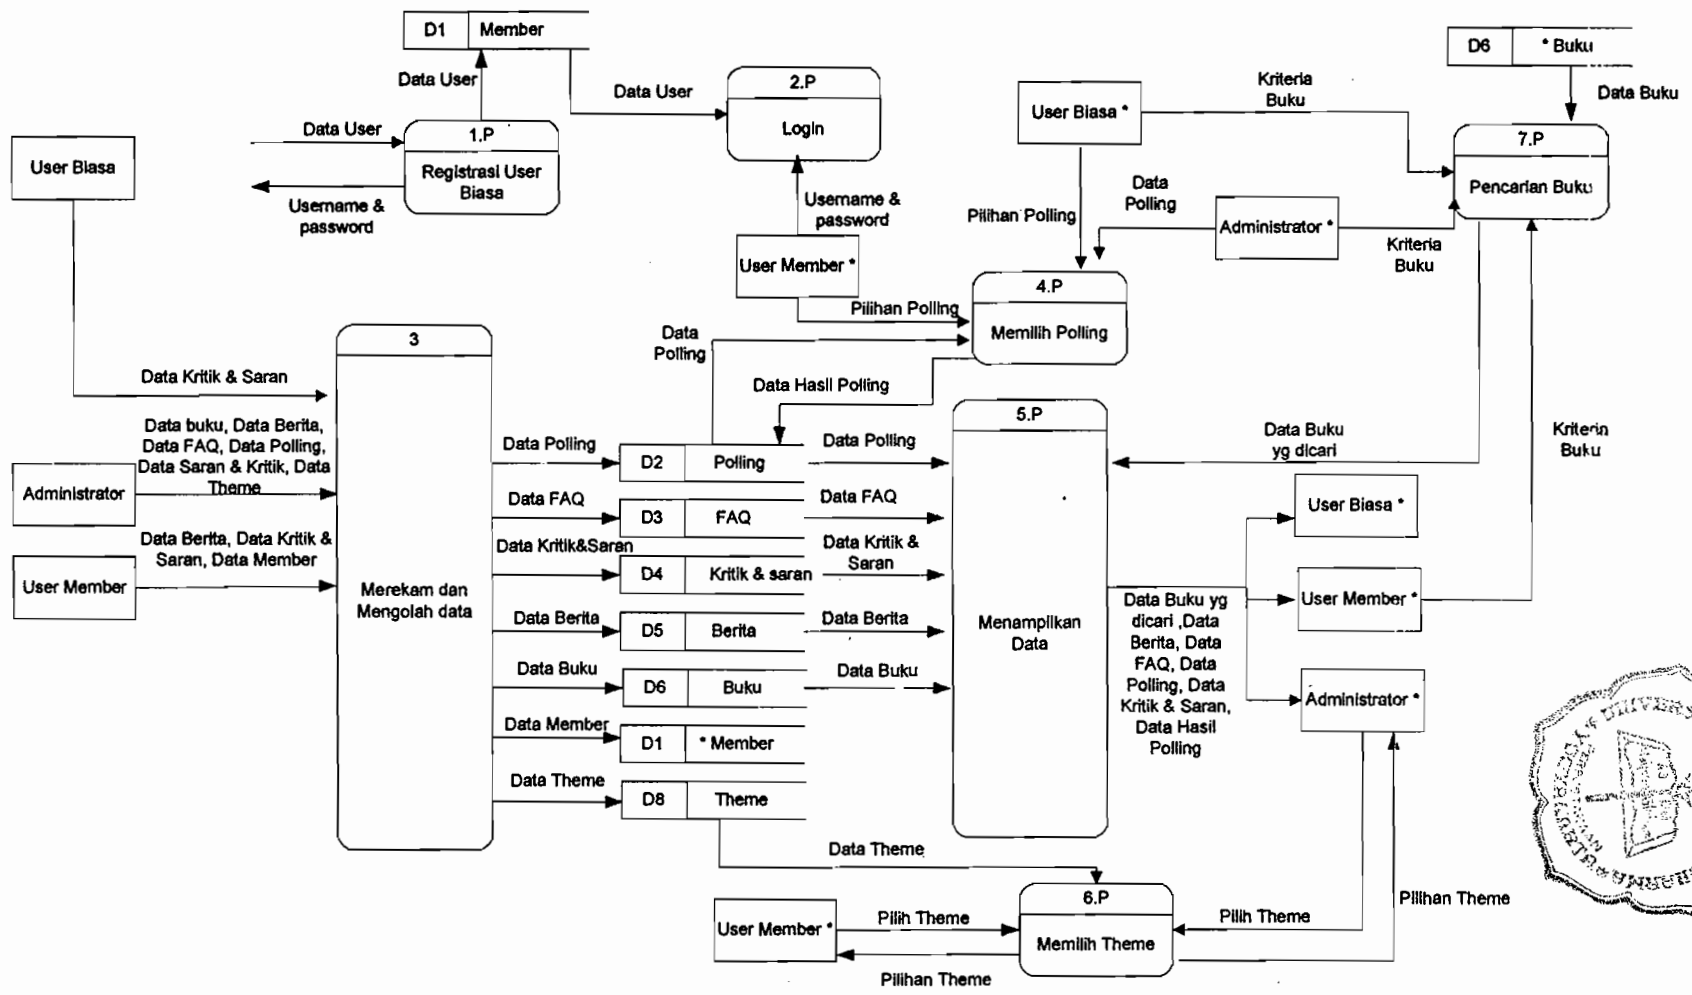 D1 Member
Data User
Data User
2.P
Login
D6 * Buku
Data Buku
Kriteria
Buku
User Biasa *
7.P
Pencarian Buku
User Biasa
Data User
1.P
Registrasi User
Biasa
Username &
password
Username &
password
User Member *
Pilihan Polling
Data
Polling
Administrator *
Kriteria
Buku
4.P
Memilih Polling
Pilihan Polling
Data
Polling
Data Hasil Polling
3
Merekam dan
Mengolah data
Data Kritik & Saran
Data buku, Data Berita,
Data FAQ, Data Polling,
Data Saran & Kritik, Data
Theme
Administrator
Data Berita, Data Kritik &
Saran, Data Member
User Member
Data Polling
D2 Polling
Data Polling
Data FAQ
D3 FAQ
Data FAQ
Data Kritik&Saran
D4 Kritik & saran
Data Kritik &
Saran
Data Berita
D5 Berita
Data Berita
Data Buku
D6 Buku
Data Buku
Data Member
D1 * Member
Data Theme
D8 Theme
5.P
Menampilkan
Data
Data Buku
yg dicari
Kriteria
Buku
User Biasa *
User Member *
Administrator *
Data Buku yg
dicari ,Data
Berita, Data
FAQ, Data
Polling, Data
Kritik & Saran,
Data Hasil
Polling
Data Theme
6.P
Memilih Theme
User Member *
Pilih Theme
Pilihan Theme
Pilih Theme
Pilihan Theme